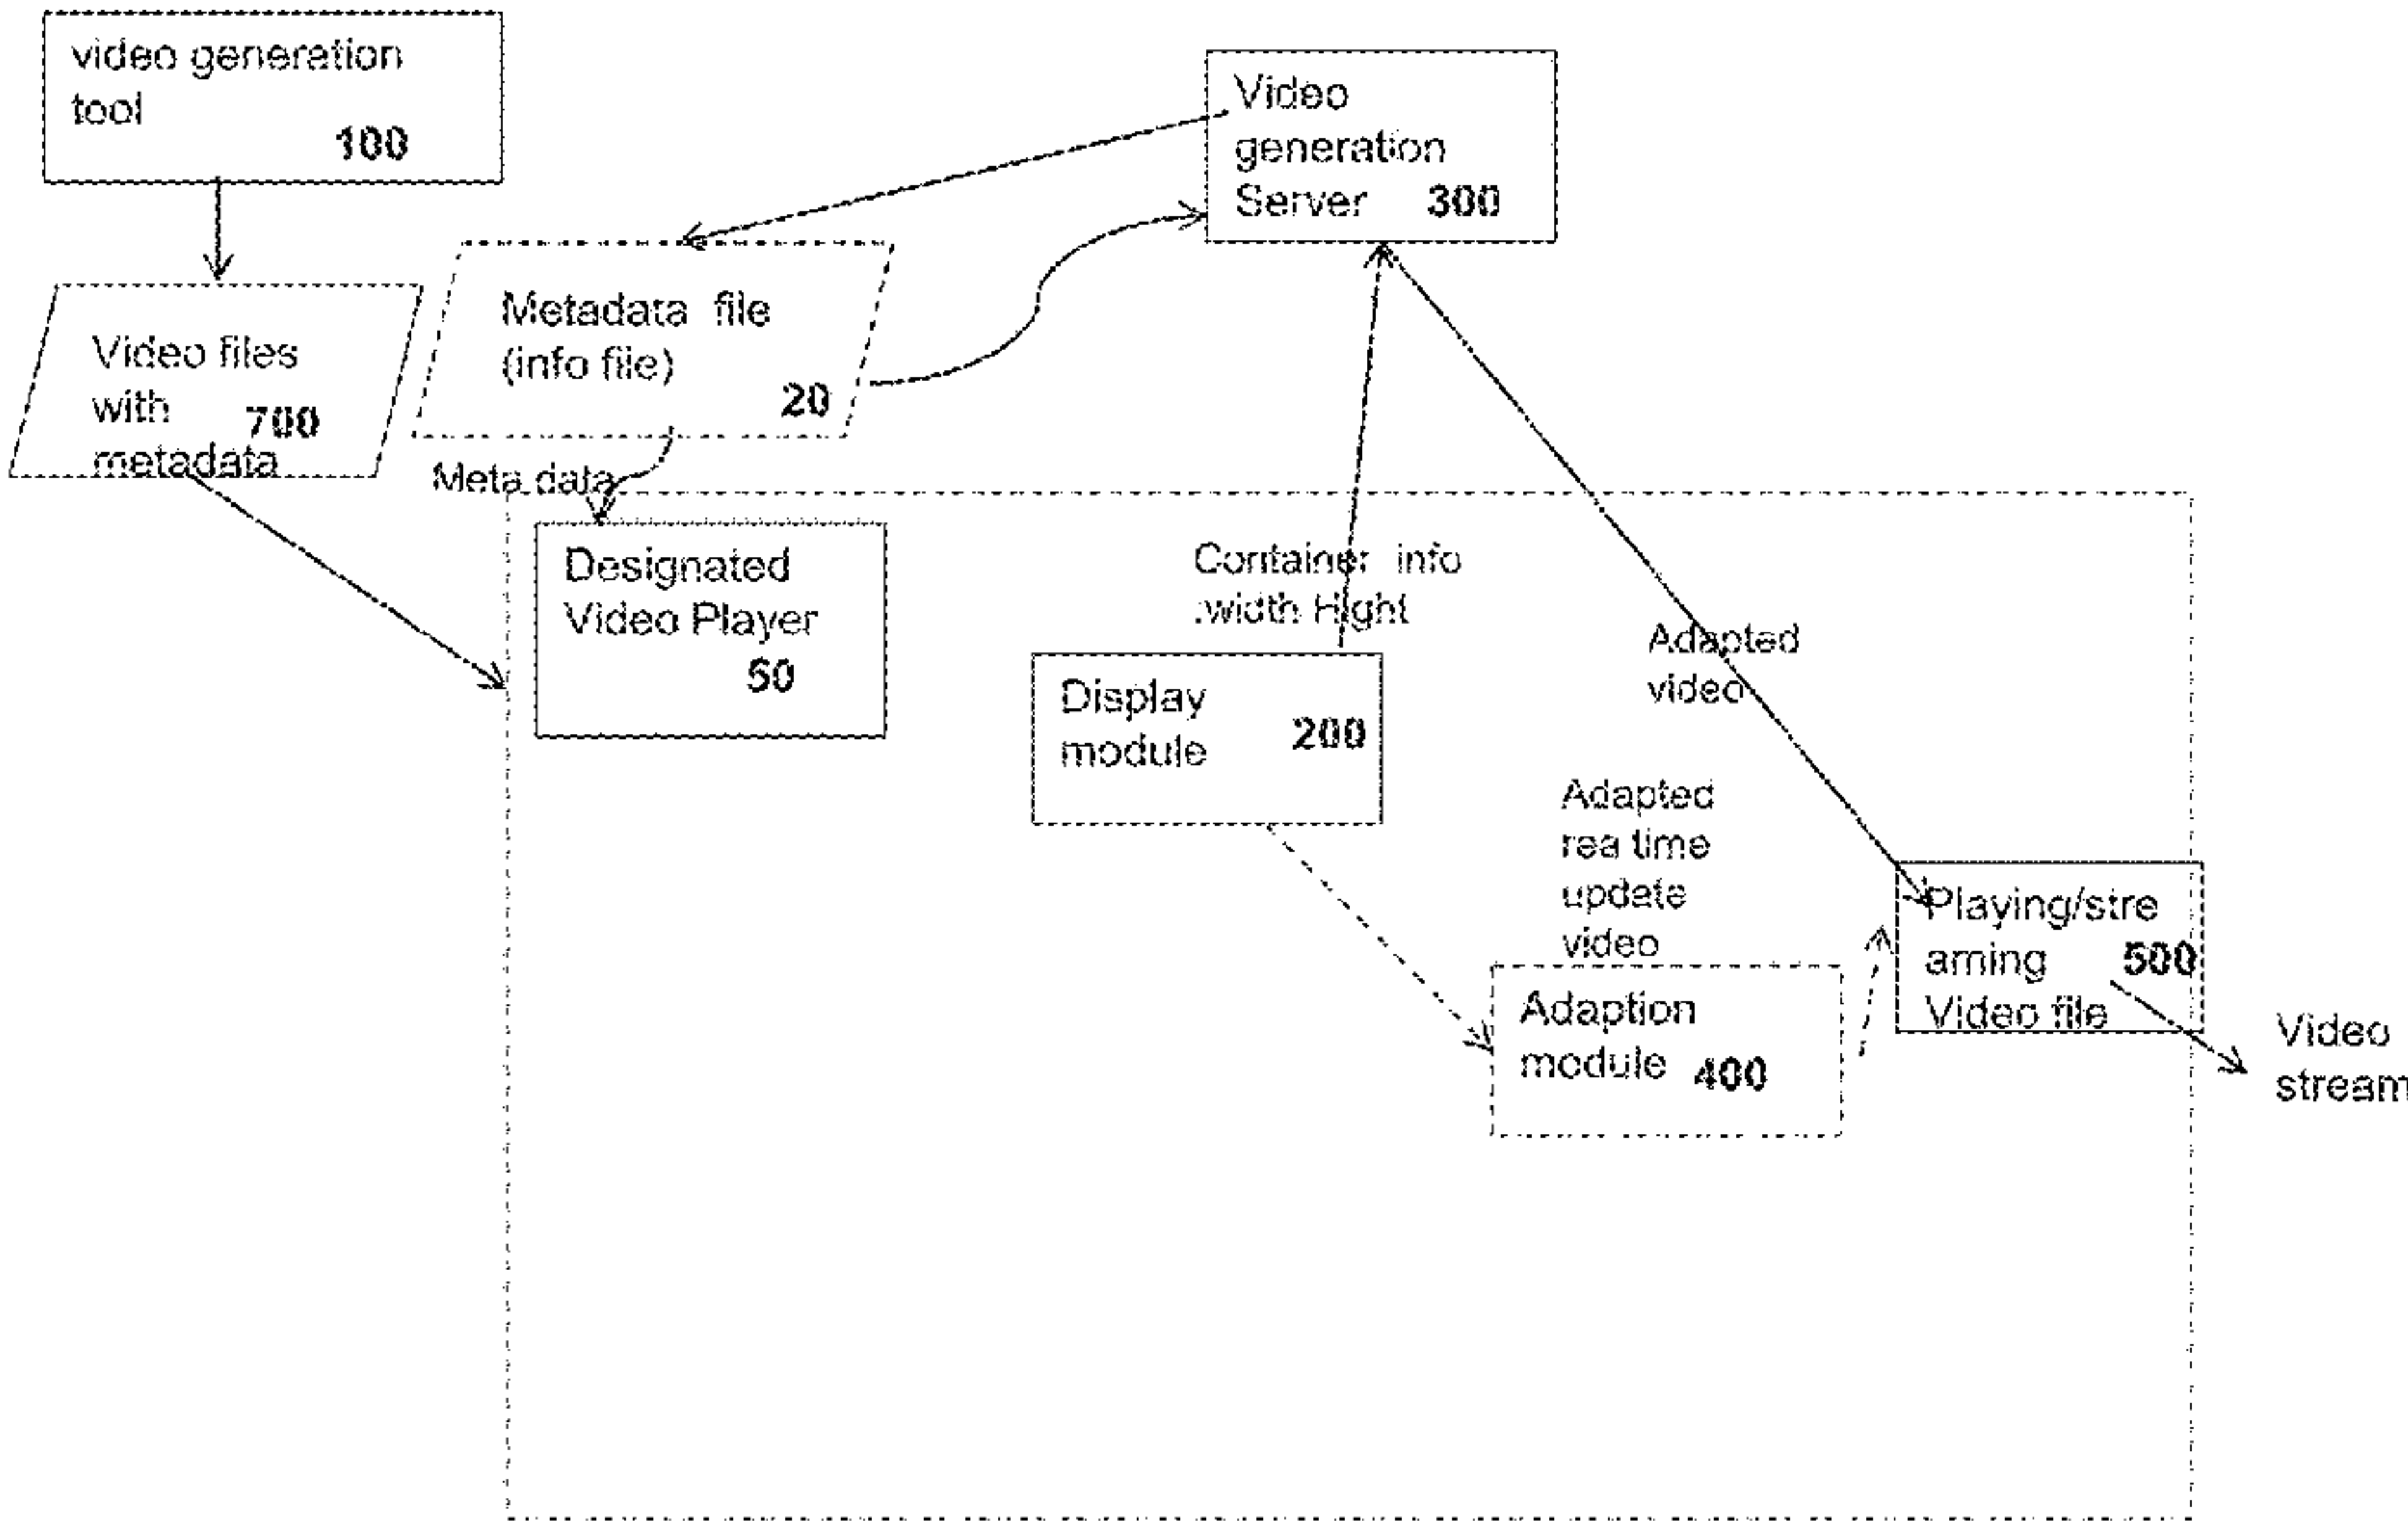 video generation
tool
100
Video
generation
Server 300
Metadata file
(info file)
20
Video files
with 700
metadata
Meta data
Designated
Video Player
50
Container info
.width Hight
Display
module 200
Adapted
video
Adapted
rea time
update
video
Adaption
module 400
Playing/stre
aming 500
Video file
Video
stream